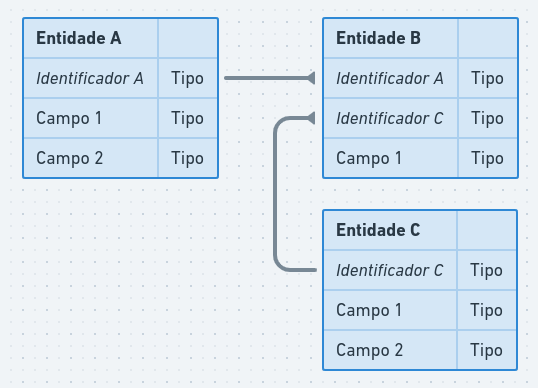 Entidade A
Identificador A Tipo
Campo 1 Tipo
Campo 2 Tipo
Entidade B
Identificador A Tipo
Identificador C Tipo
Campo 1 Tipo
Entidade C
Identificador C Tipo
Campo 1 Tipo
Campo 2 Tipo